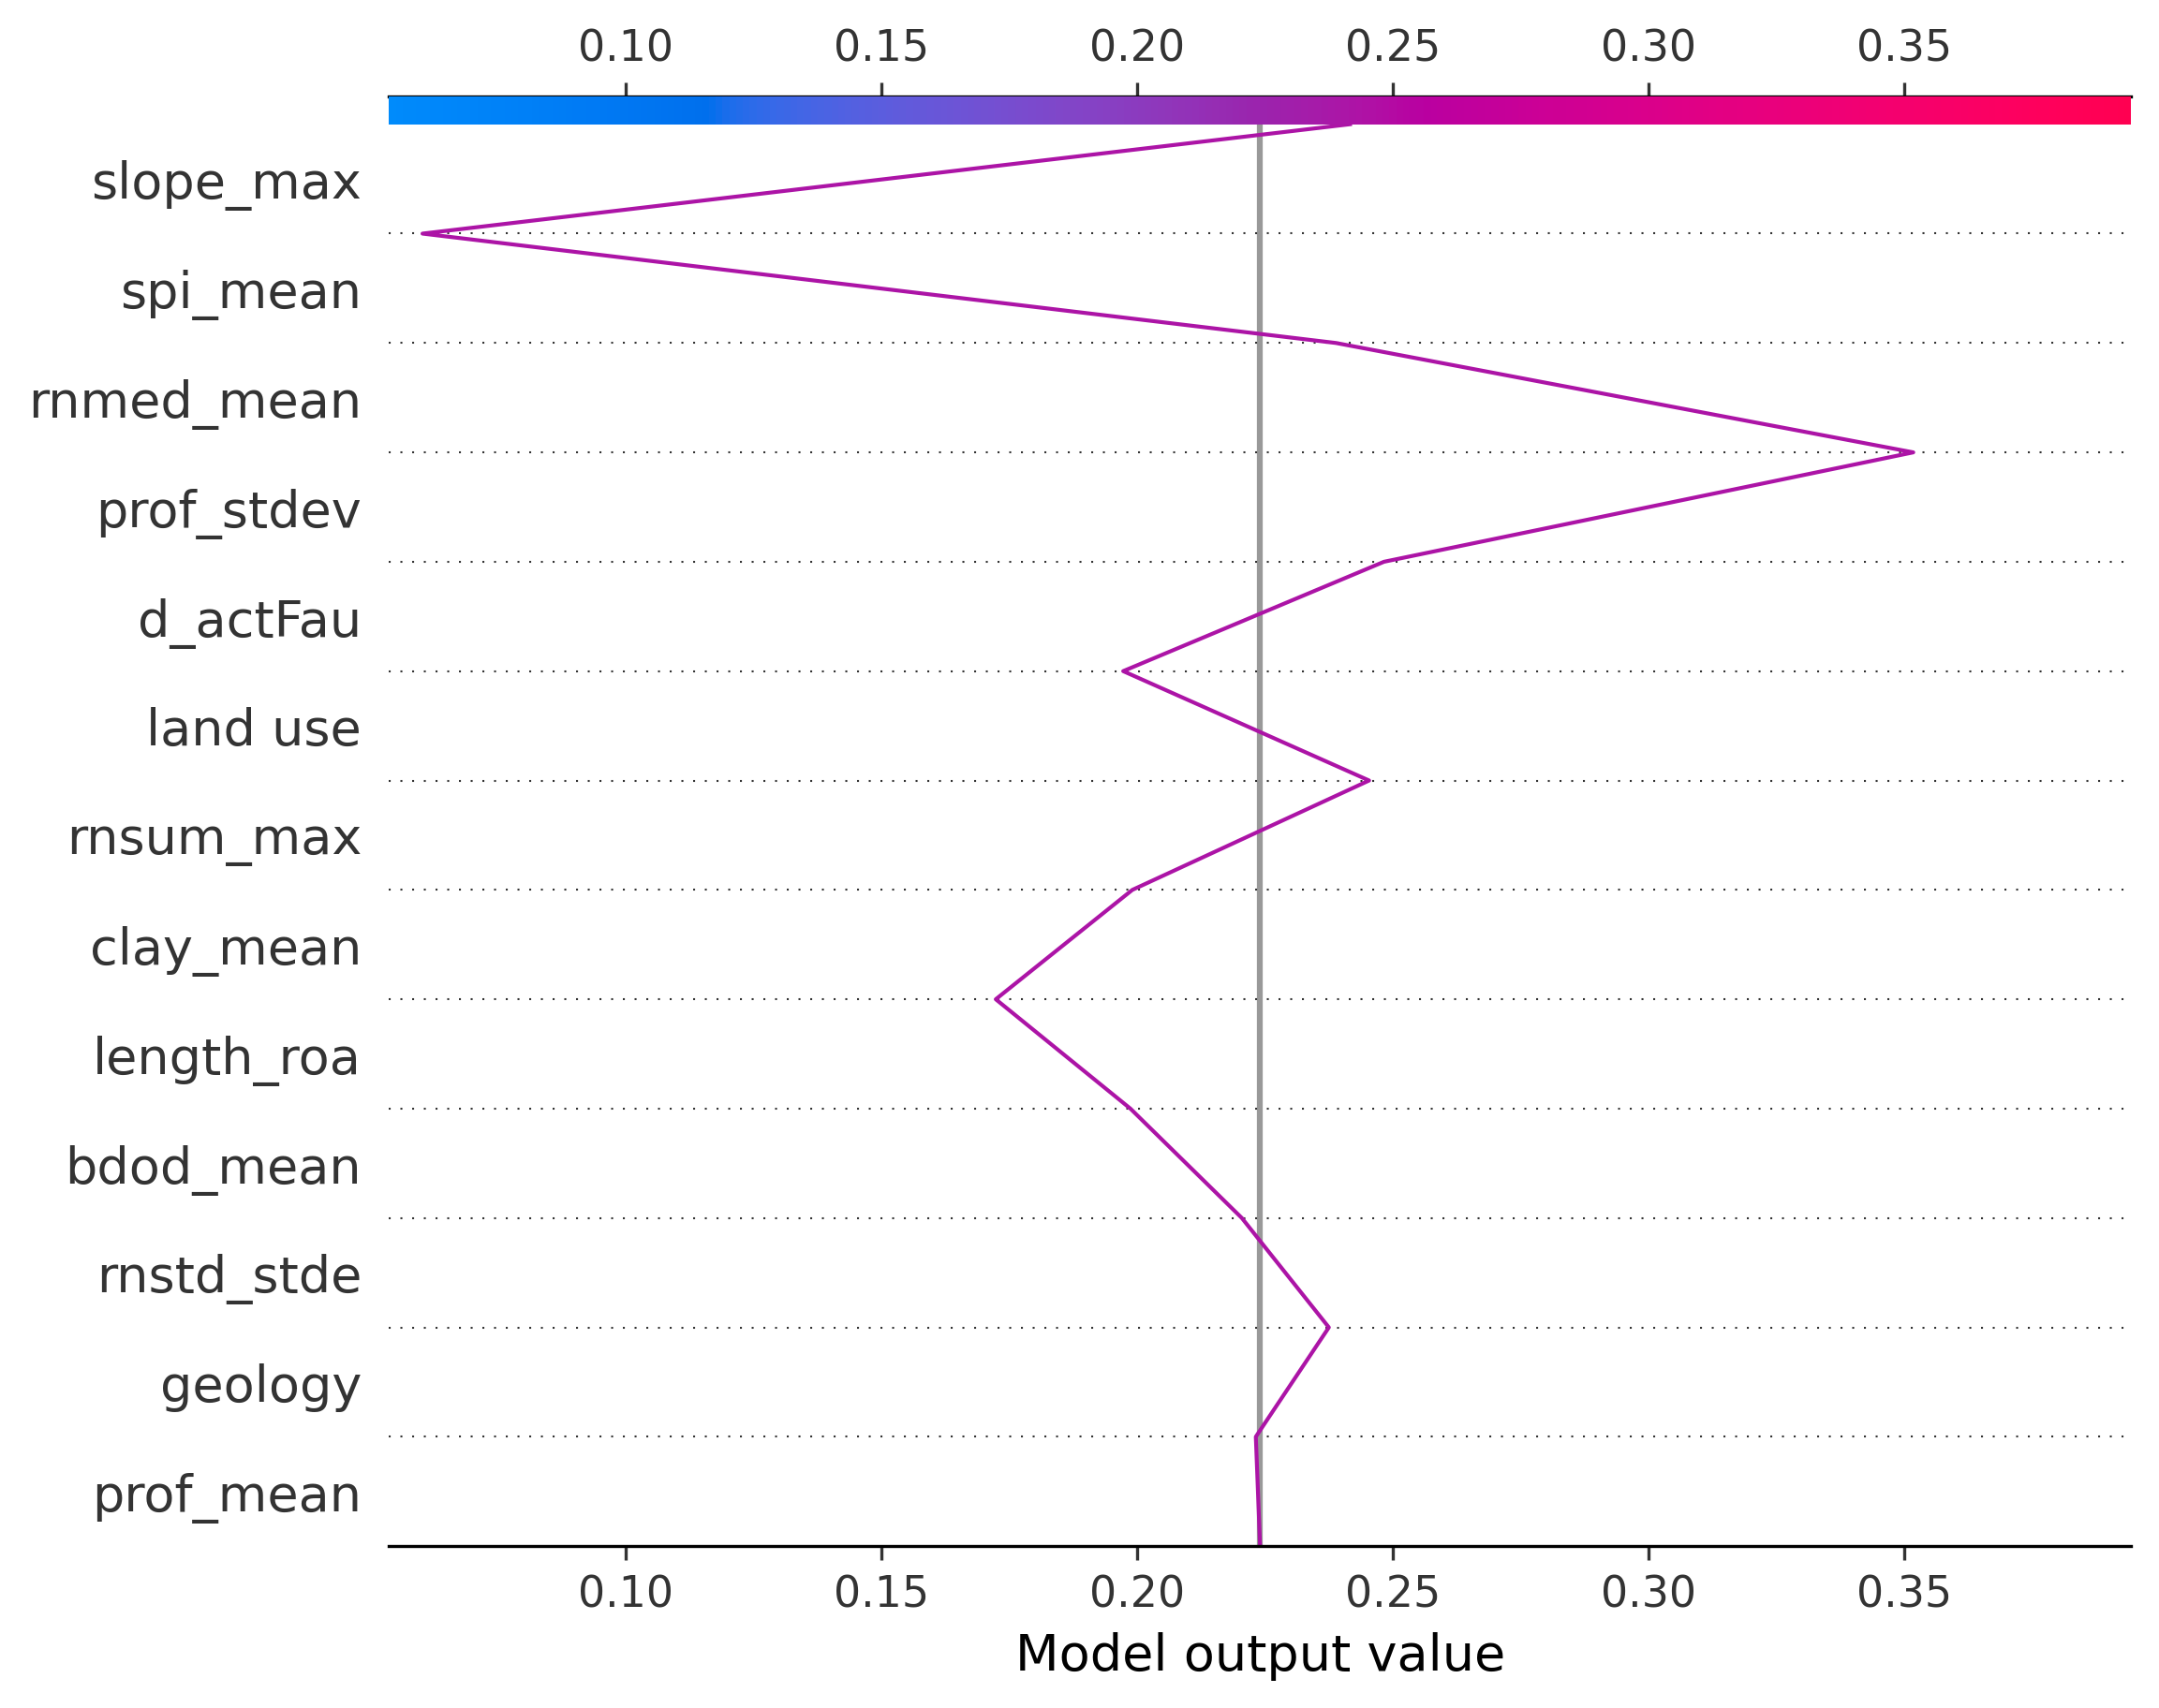 0.10 0.15 0.20 0.25 0.30 0.35
slope_max
spi_mean
rnmed_mean
prof_stdev
d_actFau
land use
rnsum_max
clay_mean
length_roa
bdod_mean
rnstd_stde
geology
prof_mean
0.10 0.15 0.20 0.25 0.30 0.35
Model output value